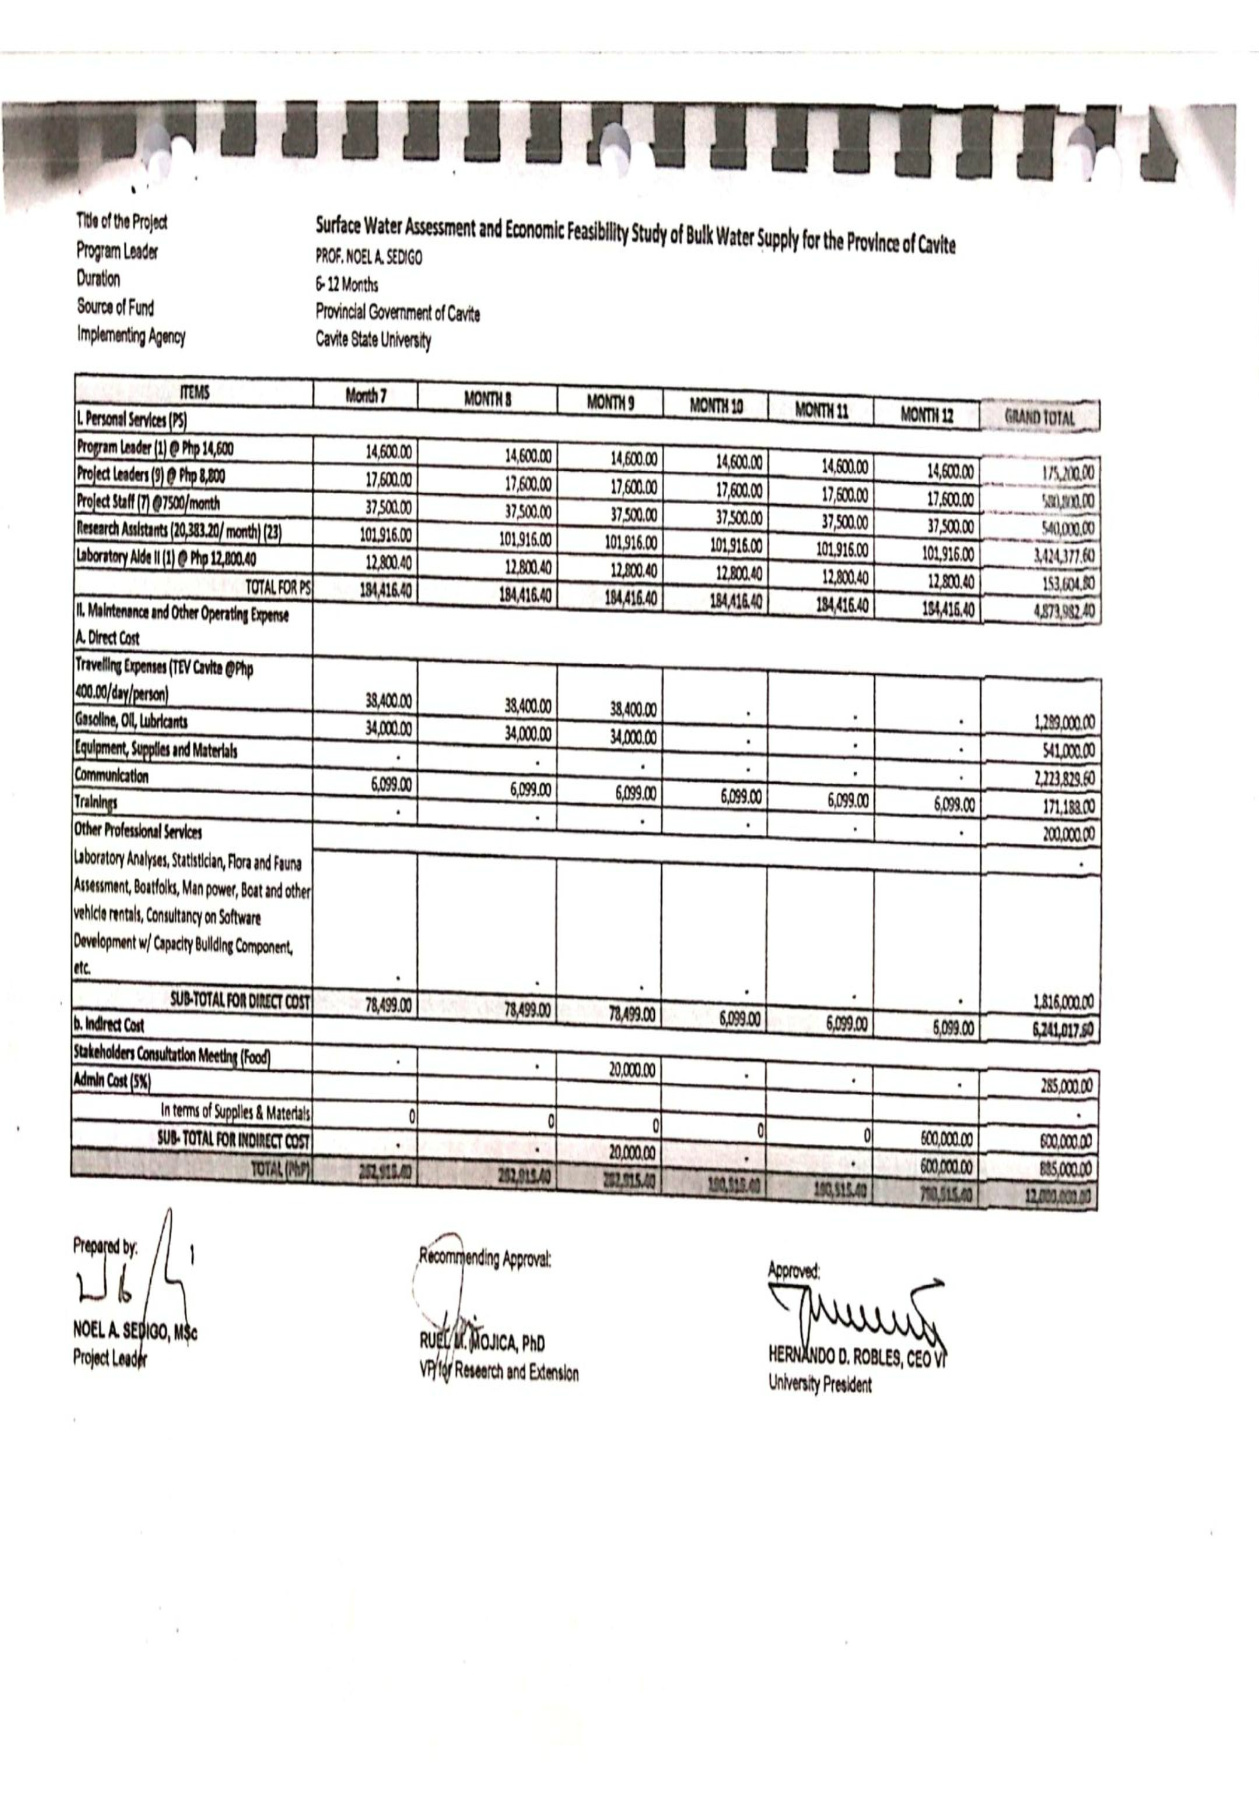 Title of the Project Surface Water Assessment and Economic Feasibility Study of Bulk Water Supply for the Province of Cavite
Program Leader PROF. NOEL A. SEDIGO
Duration 6- 12 Months
Source of Fund Provincial Government of Cavite
Implementing Agency Cavite State University
ITEMS Month 7 MONTH 8 MONTH 9 MONTH 10 MONTH 11 MONTH 12 GRAND TOTAL
I. Personal Services (PS)
Program Leader (1) @ Php 14,600 14,600.00 14,600.00 14,600.00 14,600.00 14,600.00 14,600.00 175,200.00
Project Leaders (9) @ Php 8,800 17,600.00 17,600.00 17,600.00 17,600.00 17,600.00 17,600.00
Project Staff (7) @7500/month 37,500.00 37,500.00 37,500.00 37,500.00 37,500.00 37,500.00 540,000.00
Research Assistants (20,383.20/ month) (23) 101,916.00 101,916.00 101,916.00 101,916.00 101,916.00 101,916.00 3,424,377.60
Laboratory Aide II (1) @ Php 12,800.40 12,800.40 12,800.40 12,800.40 12,800.40 12,800.40 12,800.40 153,604.80
TOTAL FOR PS 184,416.40 184,416.40 184,416.40 184,416.40 184,416.40 184,416.40 4,873,982.40
II. Maintenance and Other Operating Expense
A. Direct Cost
Travelling Expenses (TEV Cavite @Php
400.00/day/person) 38,400.00 38,400.00 38,400.00 - - - 1,289,000.00
Gasoline, Oil, Lubricants 34,000.00 34,000.00 34,000.00 - - - 541,000.00
Equipment, Supplies and Materials - - - - - - 2,223,829.60
Communication 6,099.00 6,099.00 6,099.00 6,099.00 6,099.00 6,099.00 171,188.00
Trainings - - - - - - 200,000.00
Other Professional Services -
Laboratory Analyses, Statistician, Flora and Fauna
Assessment, Boatfolks, Man power, Boat and other
vehicle rentals, Consultancy on Software
Development w/ Capacity Building Component,
etc. - - - - - - 1,816,000.00
SUB-TOTAL FOR DIRECT COST 78,499.00 78,499.00 78,499.00 6,099.00 6,099.00 6,099.00 6,241,017.60
b. Indirect Cost
Stakeholders Consultation Meeting (Food) - - 20,000.00 - - - 285,000.00
Admin Cost (5%) -
In terms of Supplies & Materials 0 0 0 0 0 600,000.00 600,000.00
SUB- TOTAL FOR INDIRECT COST - - 20,000.00 - - 600,000.00 885,000.00
TOTAL (PhP) 262,915.40 262,915.40 282,915.40 190,515.40 190,515.40 790,515.40 12,000,000.00
Prepared by: Recommending Approval: Approved:
NOEL A. SEDIGO, MSc RUEL M. MOJICA, PhD HERNANDO D. ROBLES, CEO VI
Project Leader VP for Research and Extension University President